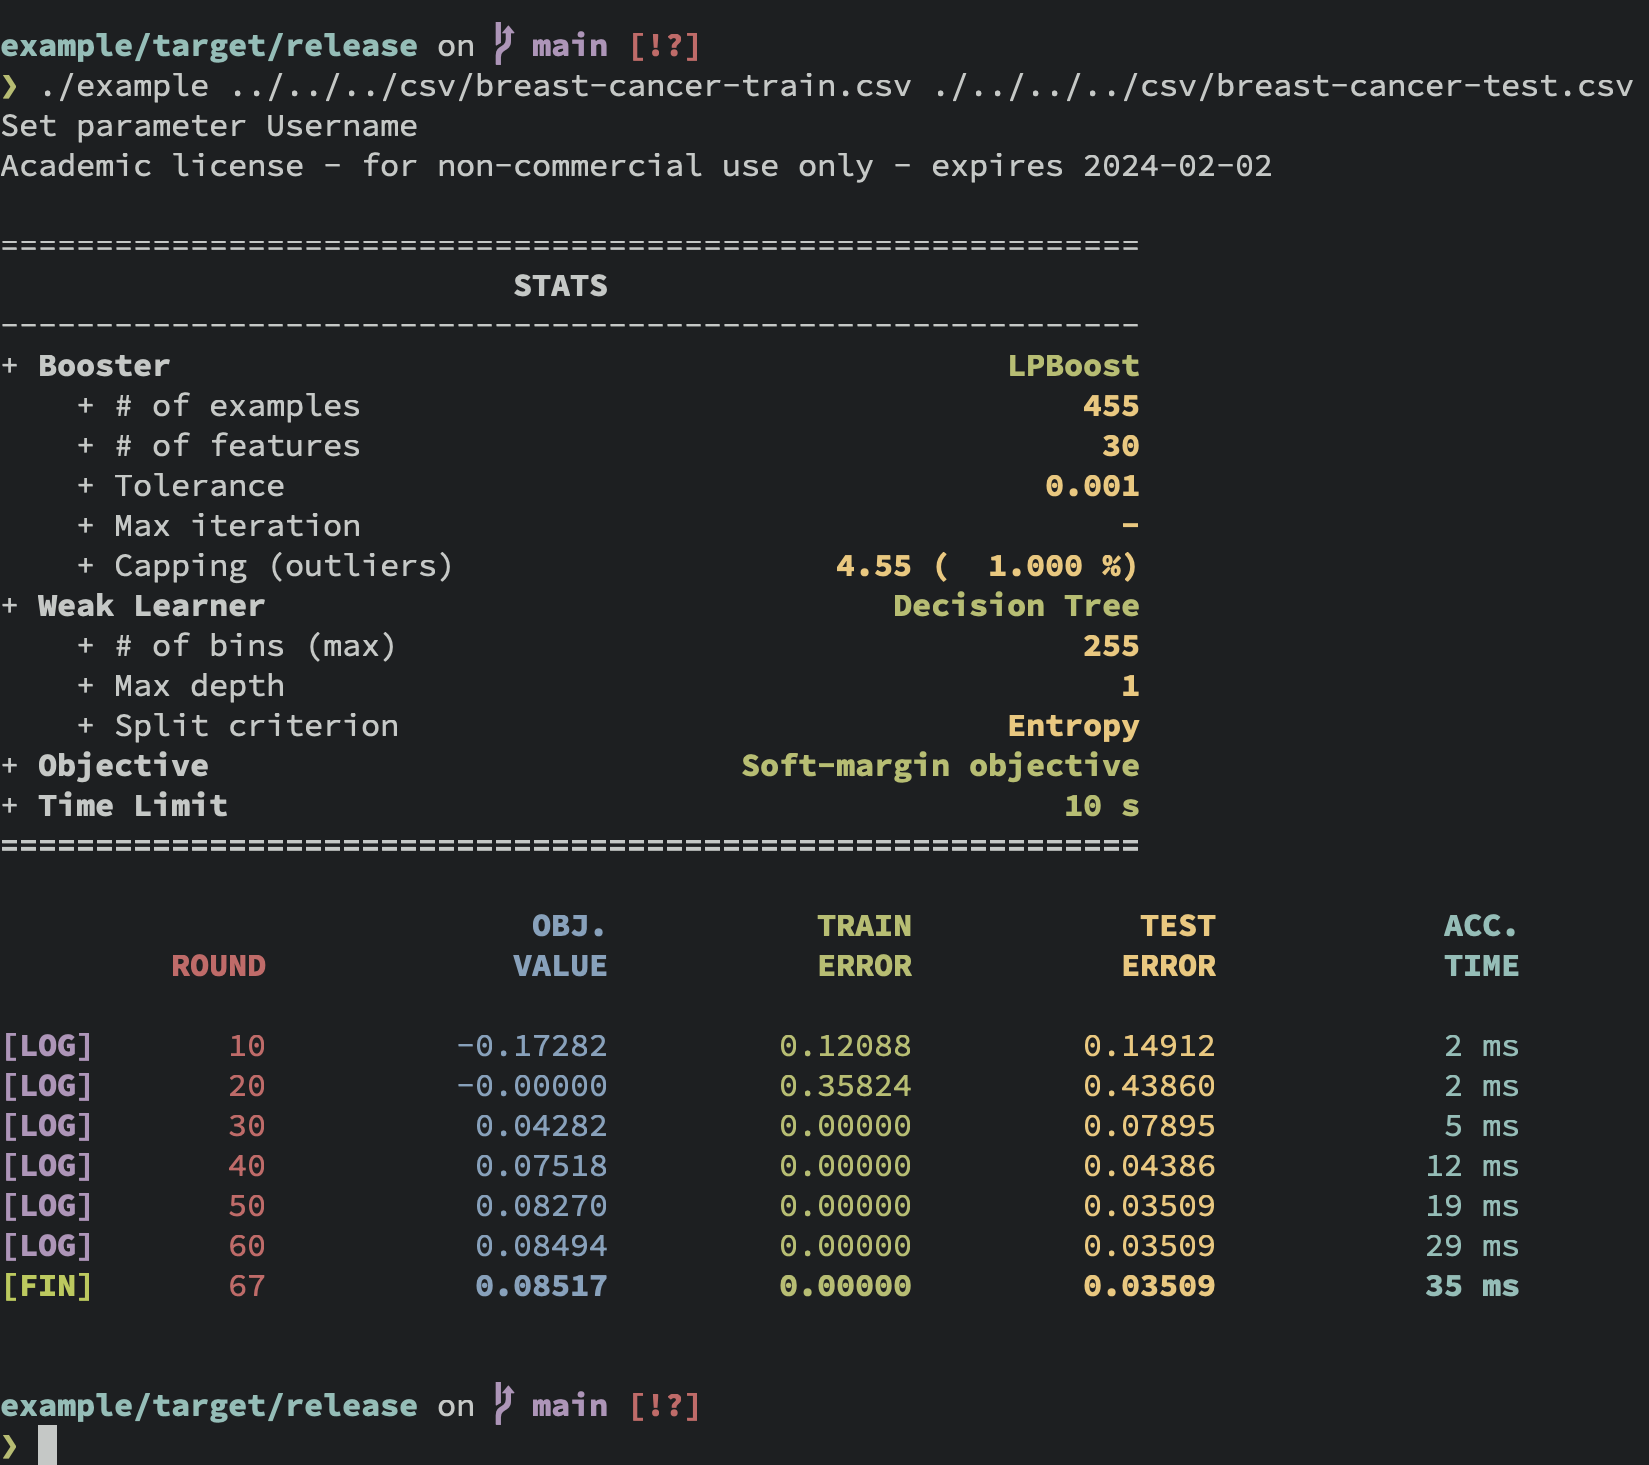 example/target/release on main [!?]
❯ ./example ../../../csv/breast-cancer-train.csv ./../../../csv/breast-cancer-test.csv
Set parameter Username
Academic license - for non-commercial use only - expires 2024-02-02
============================================================
STATS
------------------------------------------------------------
+ Booster LPBoost
+ # of examples 455
+ # of features 30
+ Tolerance 0.001
+ Max iteration -
+ Capping (outliers) 4.55 (  1.000 %)
+ Weak Learner Decision Tree
+ # of bins (max) 255
+ Max depth 1
+ Split criterion Entropy
+ Objective Soft-margin objective
+ Time Limit 10 s
============================================================
OBJ. TRAIN TEST ACC.
ROUND VALUE ERROR ERROR TIME
[LOG] 10 -0.17282 0.12088 0.14912 2 ms
[LOG] 20 -0.00000 0.35824 0.43860 2 ms
[LOG] 30 0.04282 0.00000 0.07895 5 ms
[LOG] 40 0.07518 0.00000 0.04386 12 ms
[LOG] 50 0.08270 0.00000 0.03509 19 ms
[LOG] 60 0.08494 0.00000 0.03509 29 ms
[FIN] 67 0.08517 0.00000 0.03509 35 ms
example/target/release on main [!?]
❯